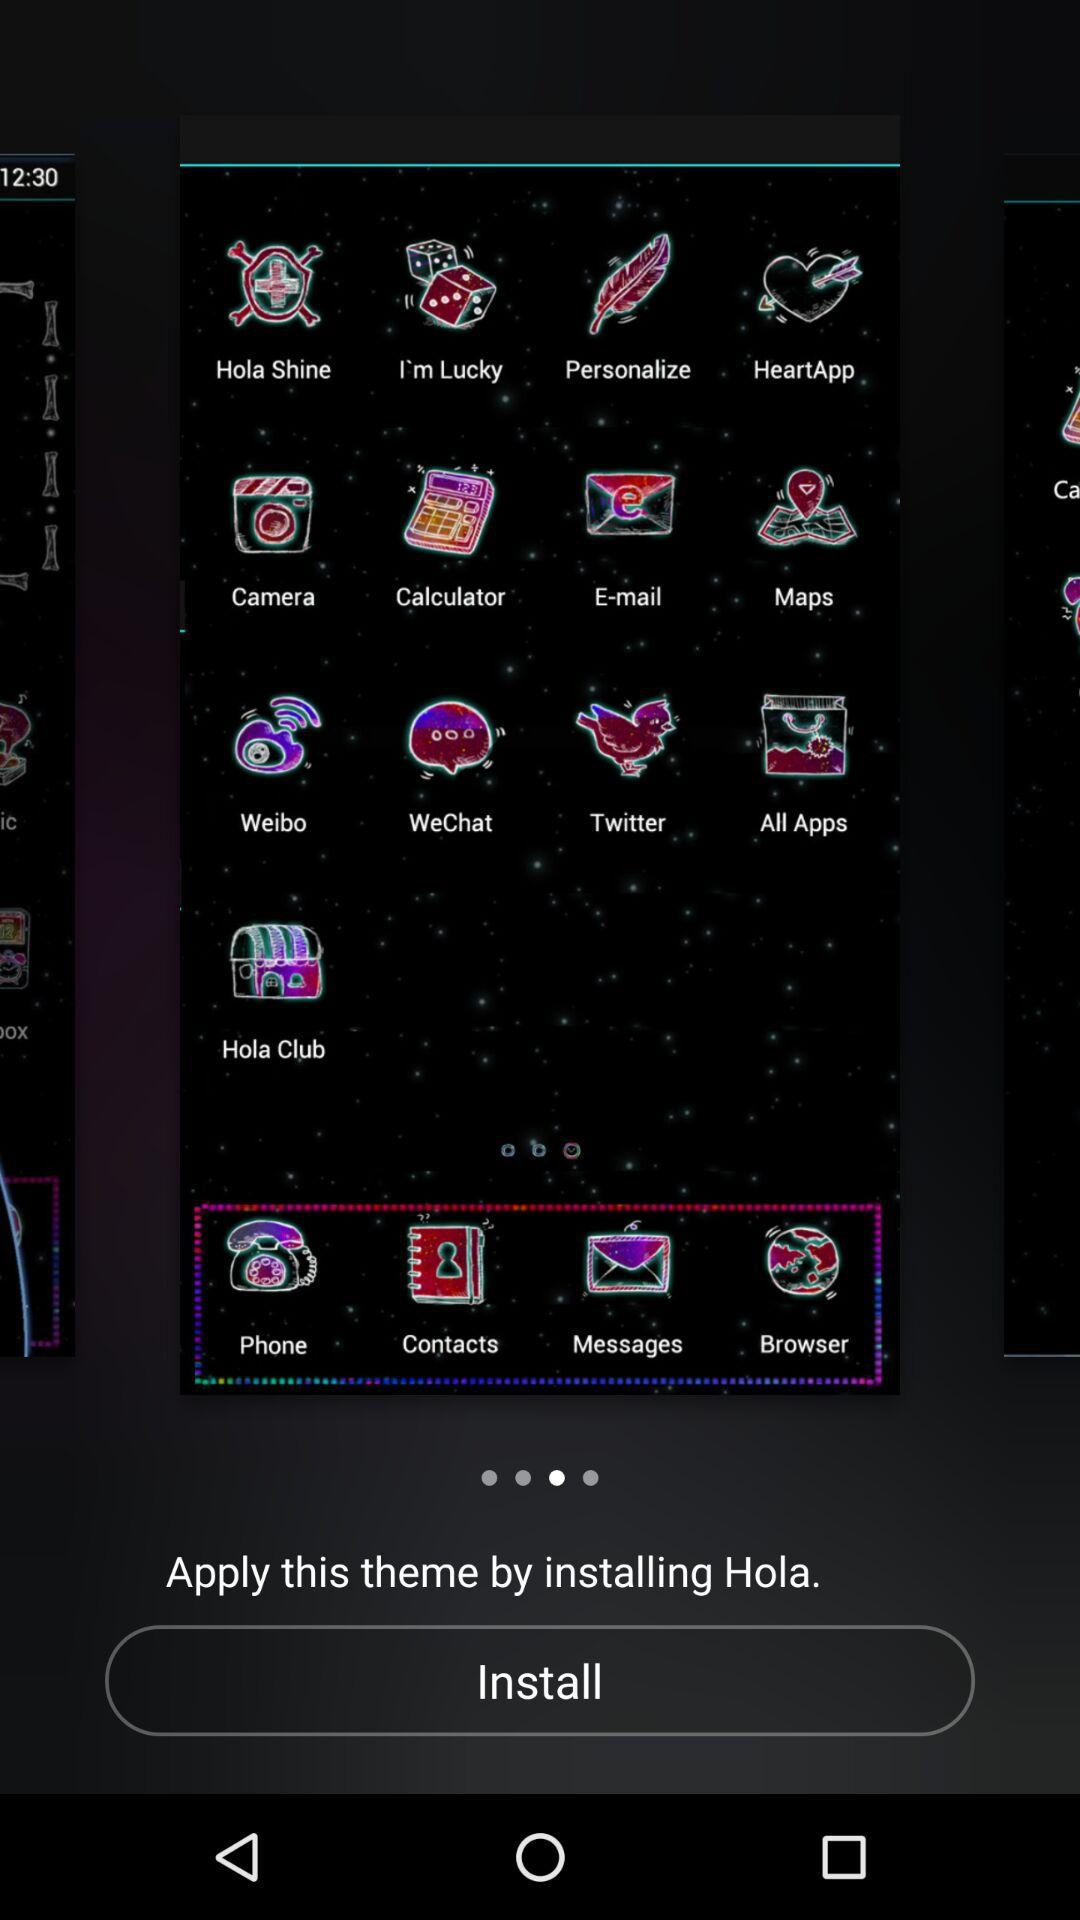 12:30
Hola Shine
I`m Lucky
Personalize
HeartApp
Ca
Camera
Calculator
E-mail
Maps
Weibo
WeChat
Twitter
All Apps
ic
Hola Club
box
Phone
Contacts
Messages
Browser
Apply this theme by installing Hola.
Install